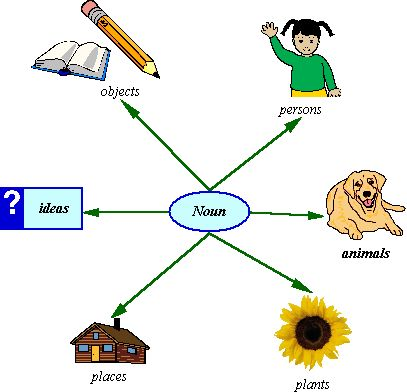 objects
persons
?
ideas
Noun
animals
places
plants